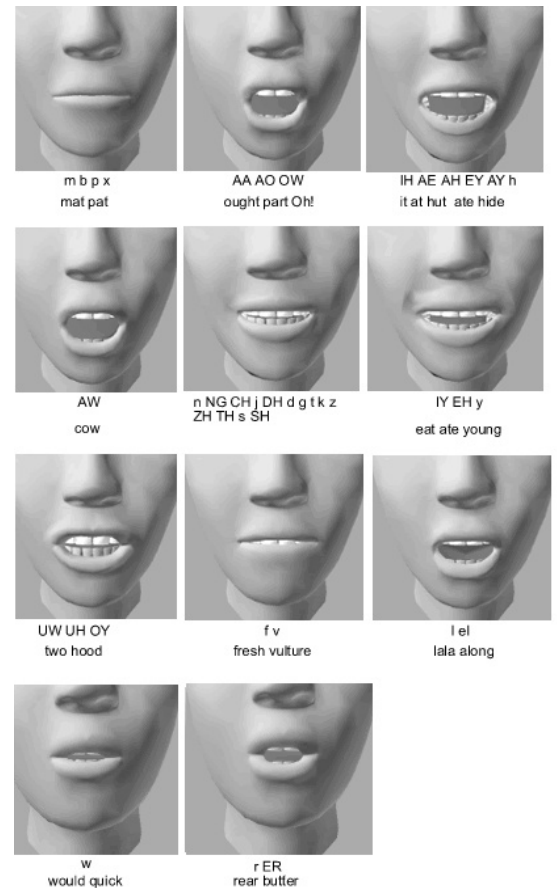 m b p x
mat pat
AA AO OW
ought part Oh!
IH AE AH EY AY h
it at hut ate hide
AW
cow
n NG CH j DH d g t k z
ZH TH s SH
IY EH y
eat ate young
UW UH OY
two hood
f v
fresh vulture
l el
lala along
w
would quick
r ER
rear butter